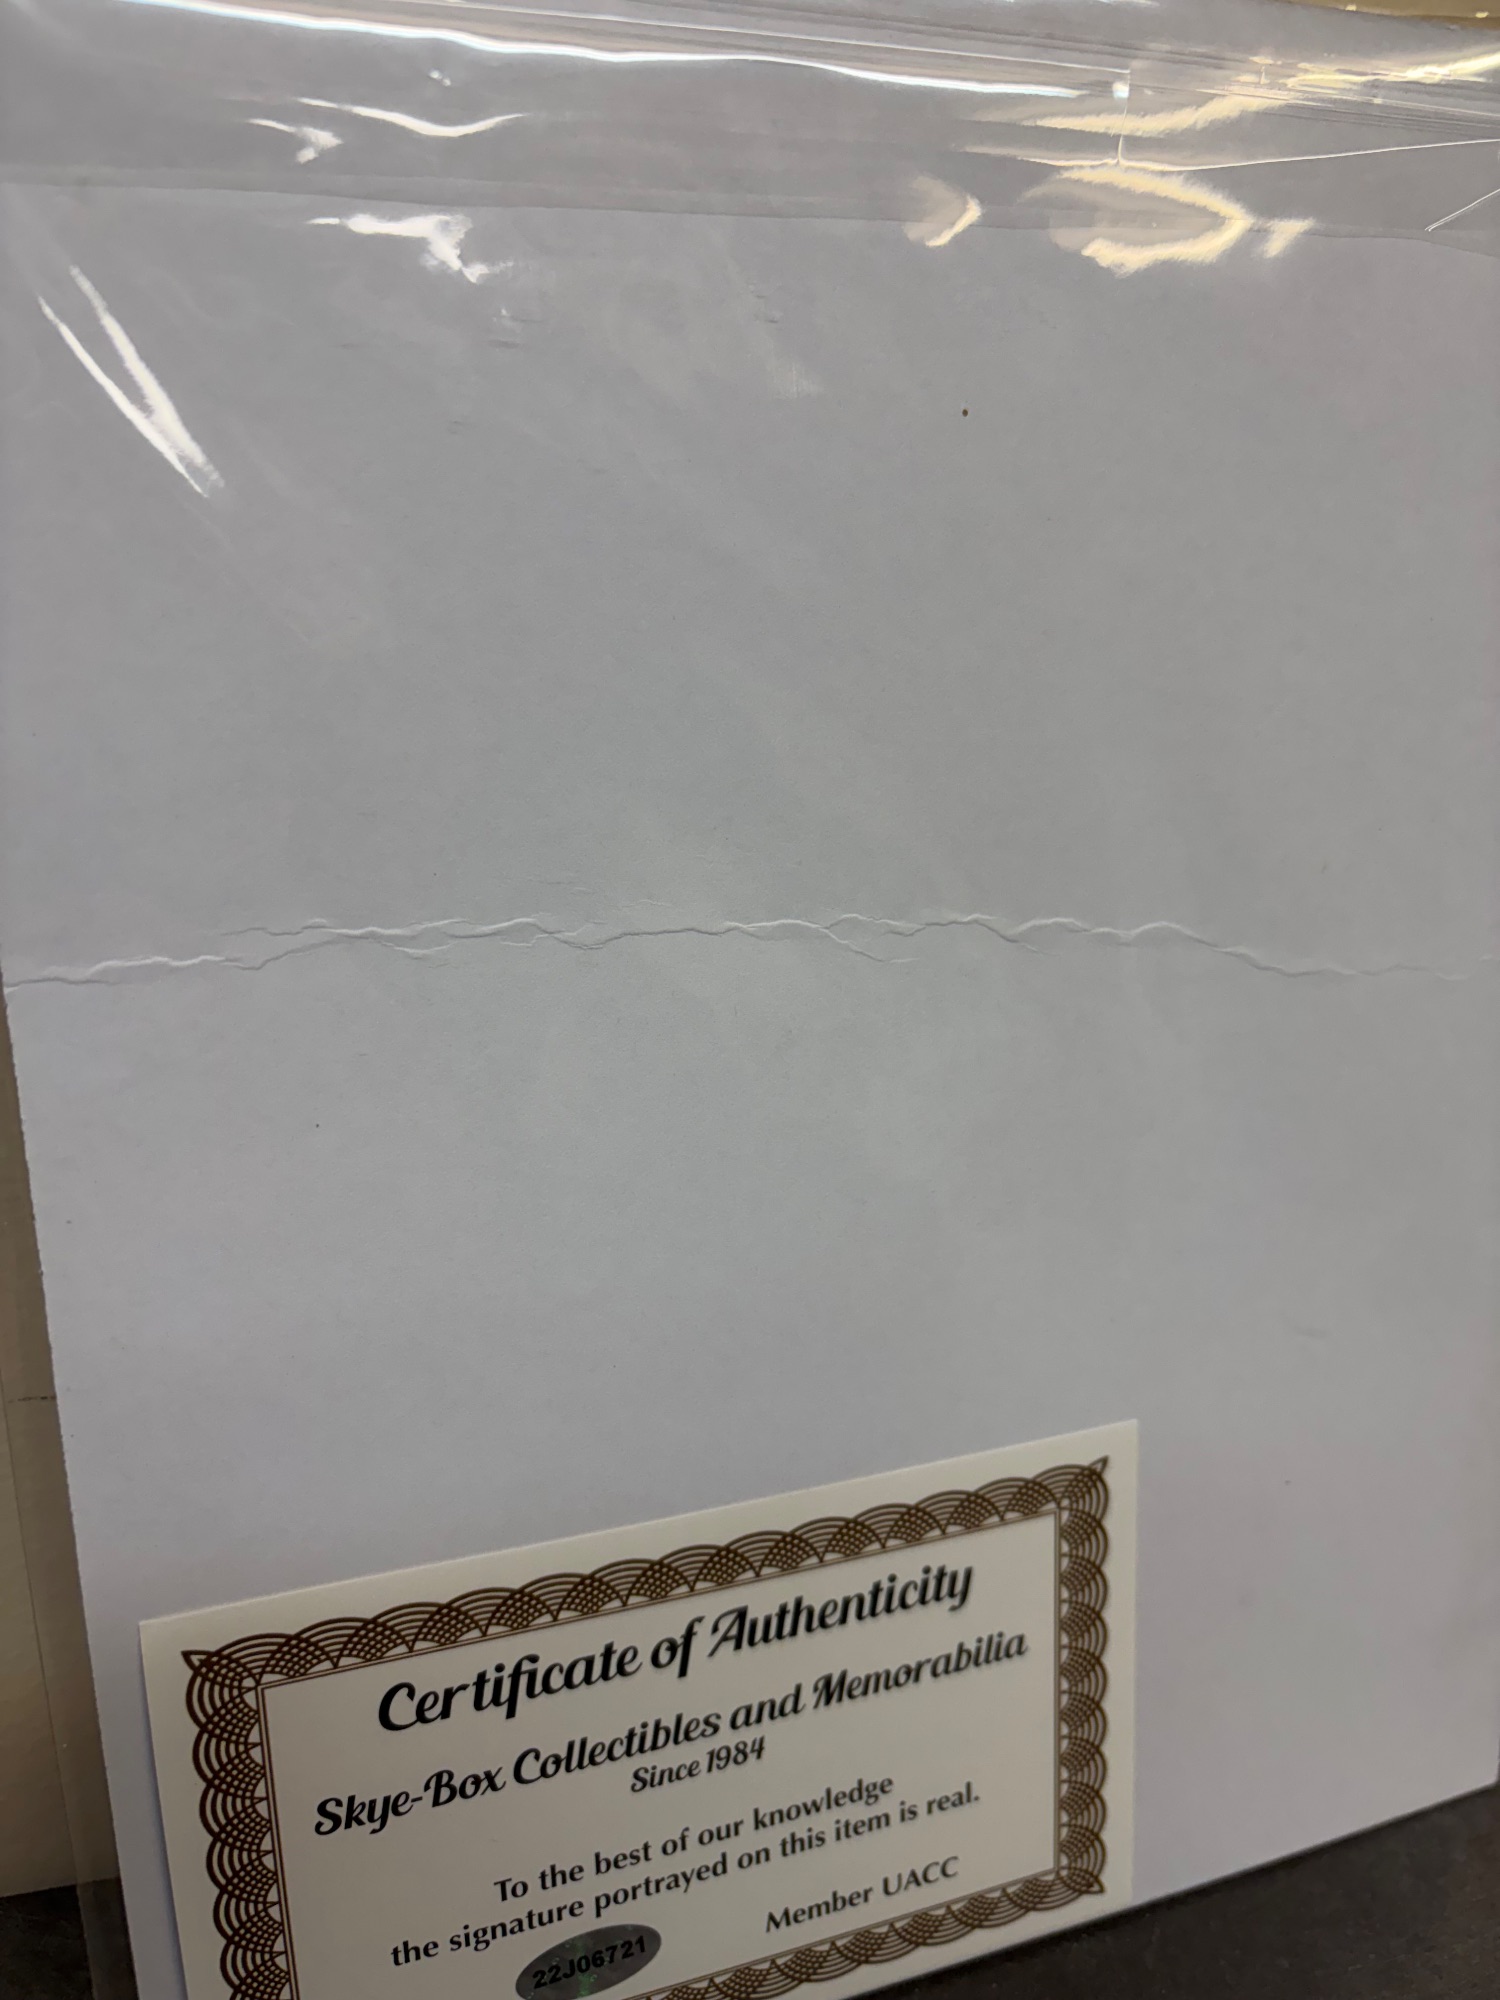 Certificate of Authenticity
Skye-Box Collectibles and Memorabilia
Since 1984
To the best of our knowledge
the signature portrayed on this item is real.
Member UACC
22J06721